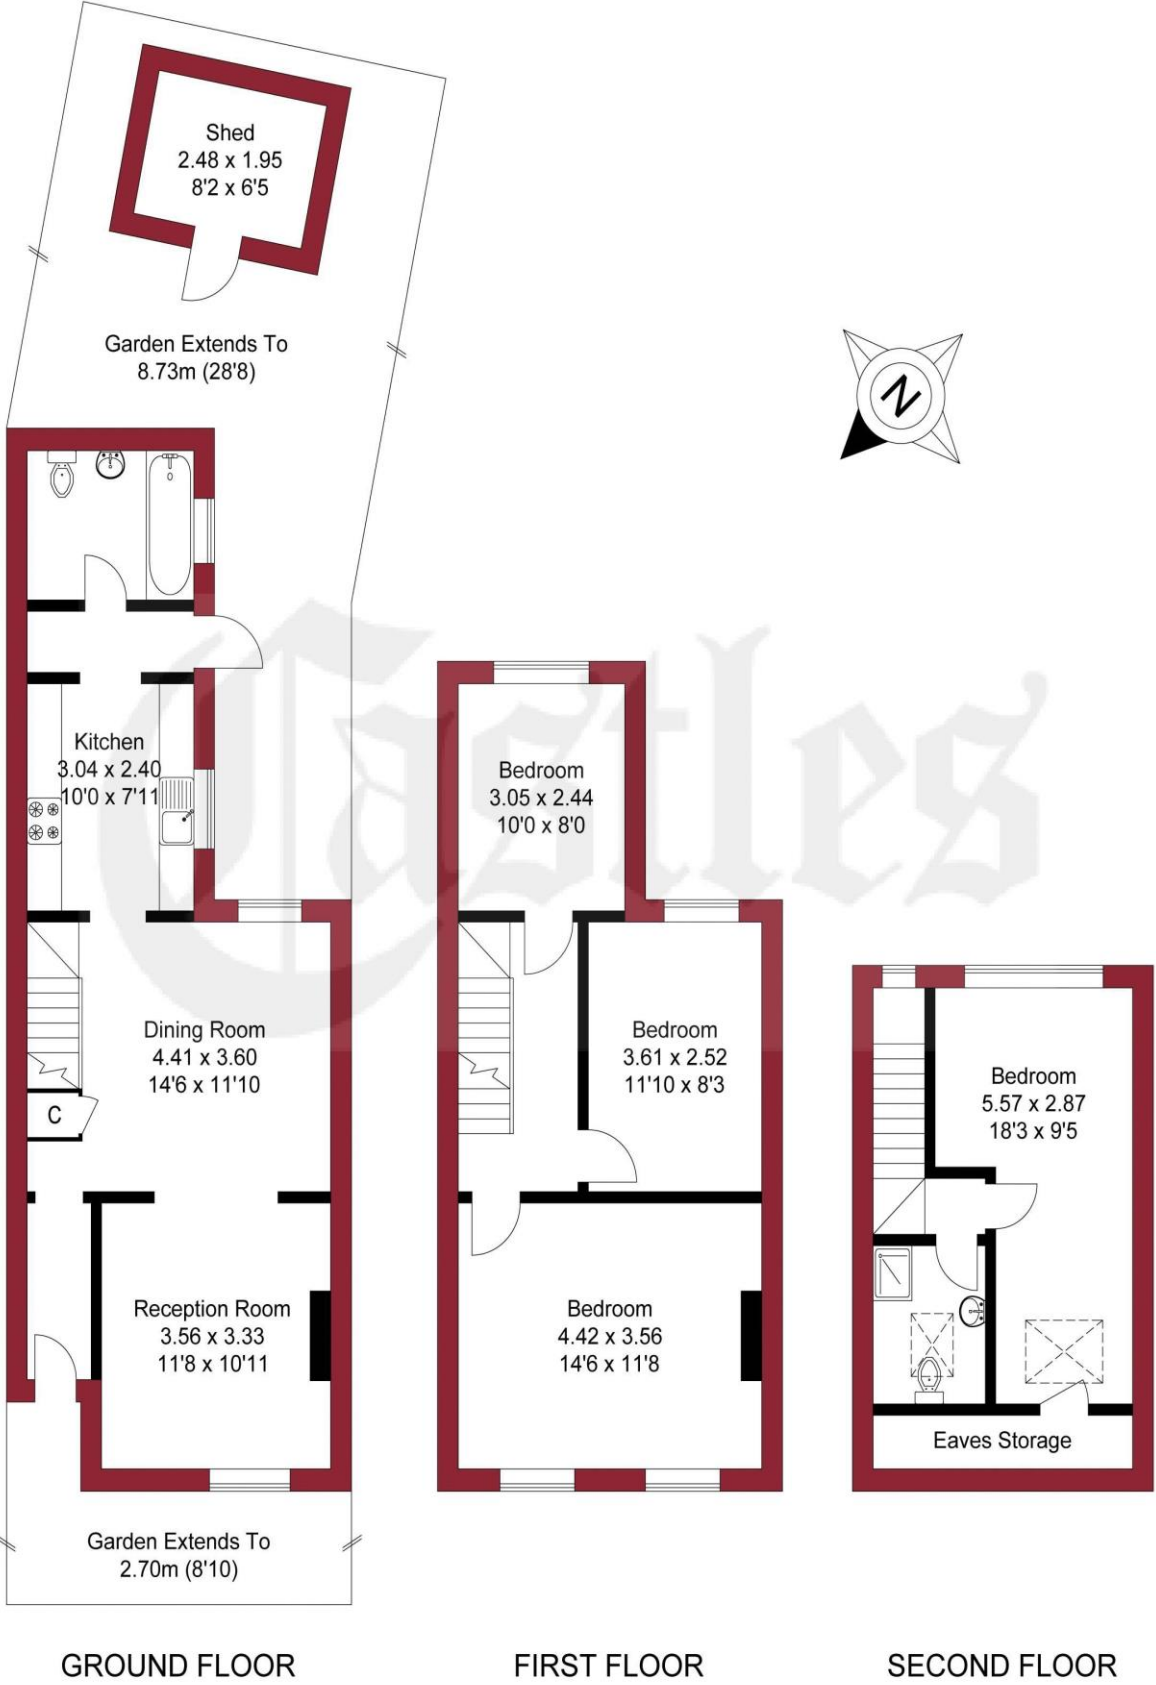 Shed
2.48 x 1.95
8'2 x 6'5
Garden Extends To
8.73m (28'8)
N
Kitchen
3.04 x 2.40
10'0 x 7'11
Dining Room
4.41 x 3.60
14'6 x 11'10
C
Reception Room
3.56 x 3.33
11'8 x 10'11
Garden Extends To
2.70m (8'10)
GROUND FLOOR
Bedroom
3.05 x 2.44
10'0 x 8'0
Bedroom
3.61 x 2.52
11'10 x 8'3
Bedroom
4.42 x 3.56
14'6 x 11'8
FIRST FLOOR
Bedroom
5.57 x 2.87
18'3 x 9'5
Eaves Storage
SECOND FLOOR
Castles